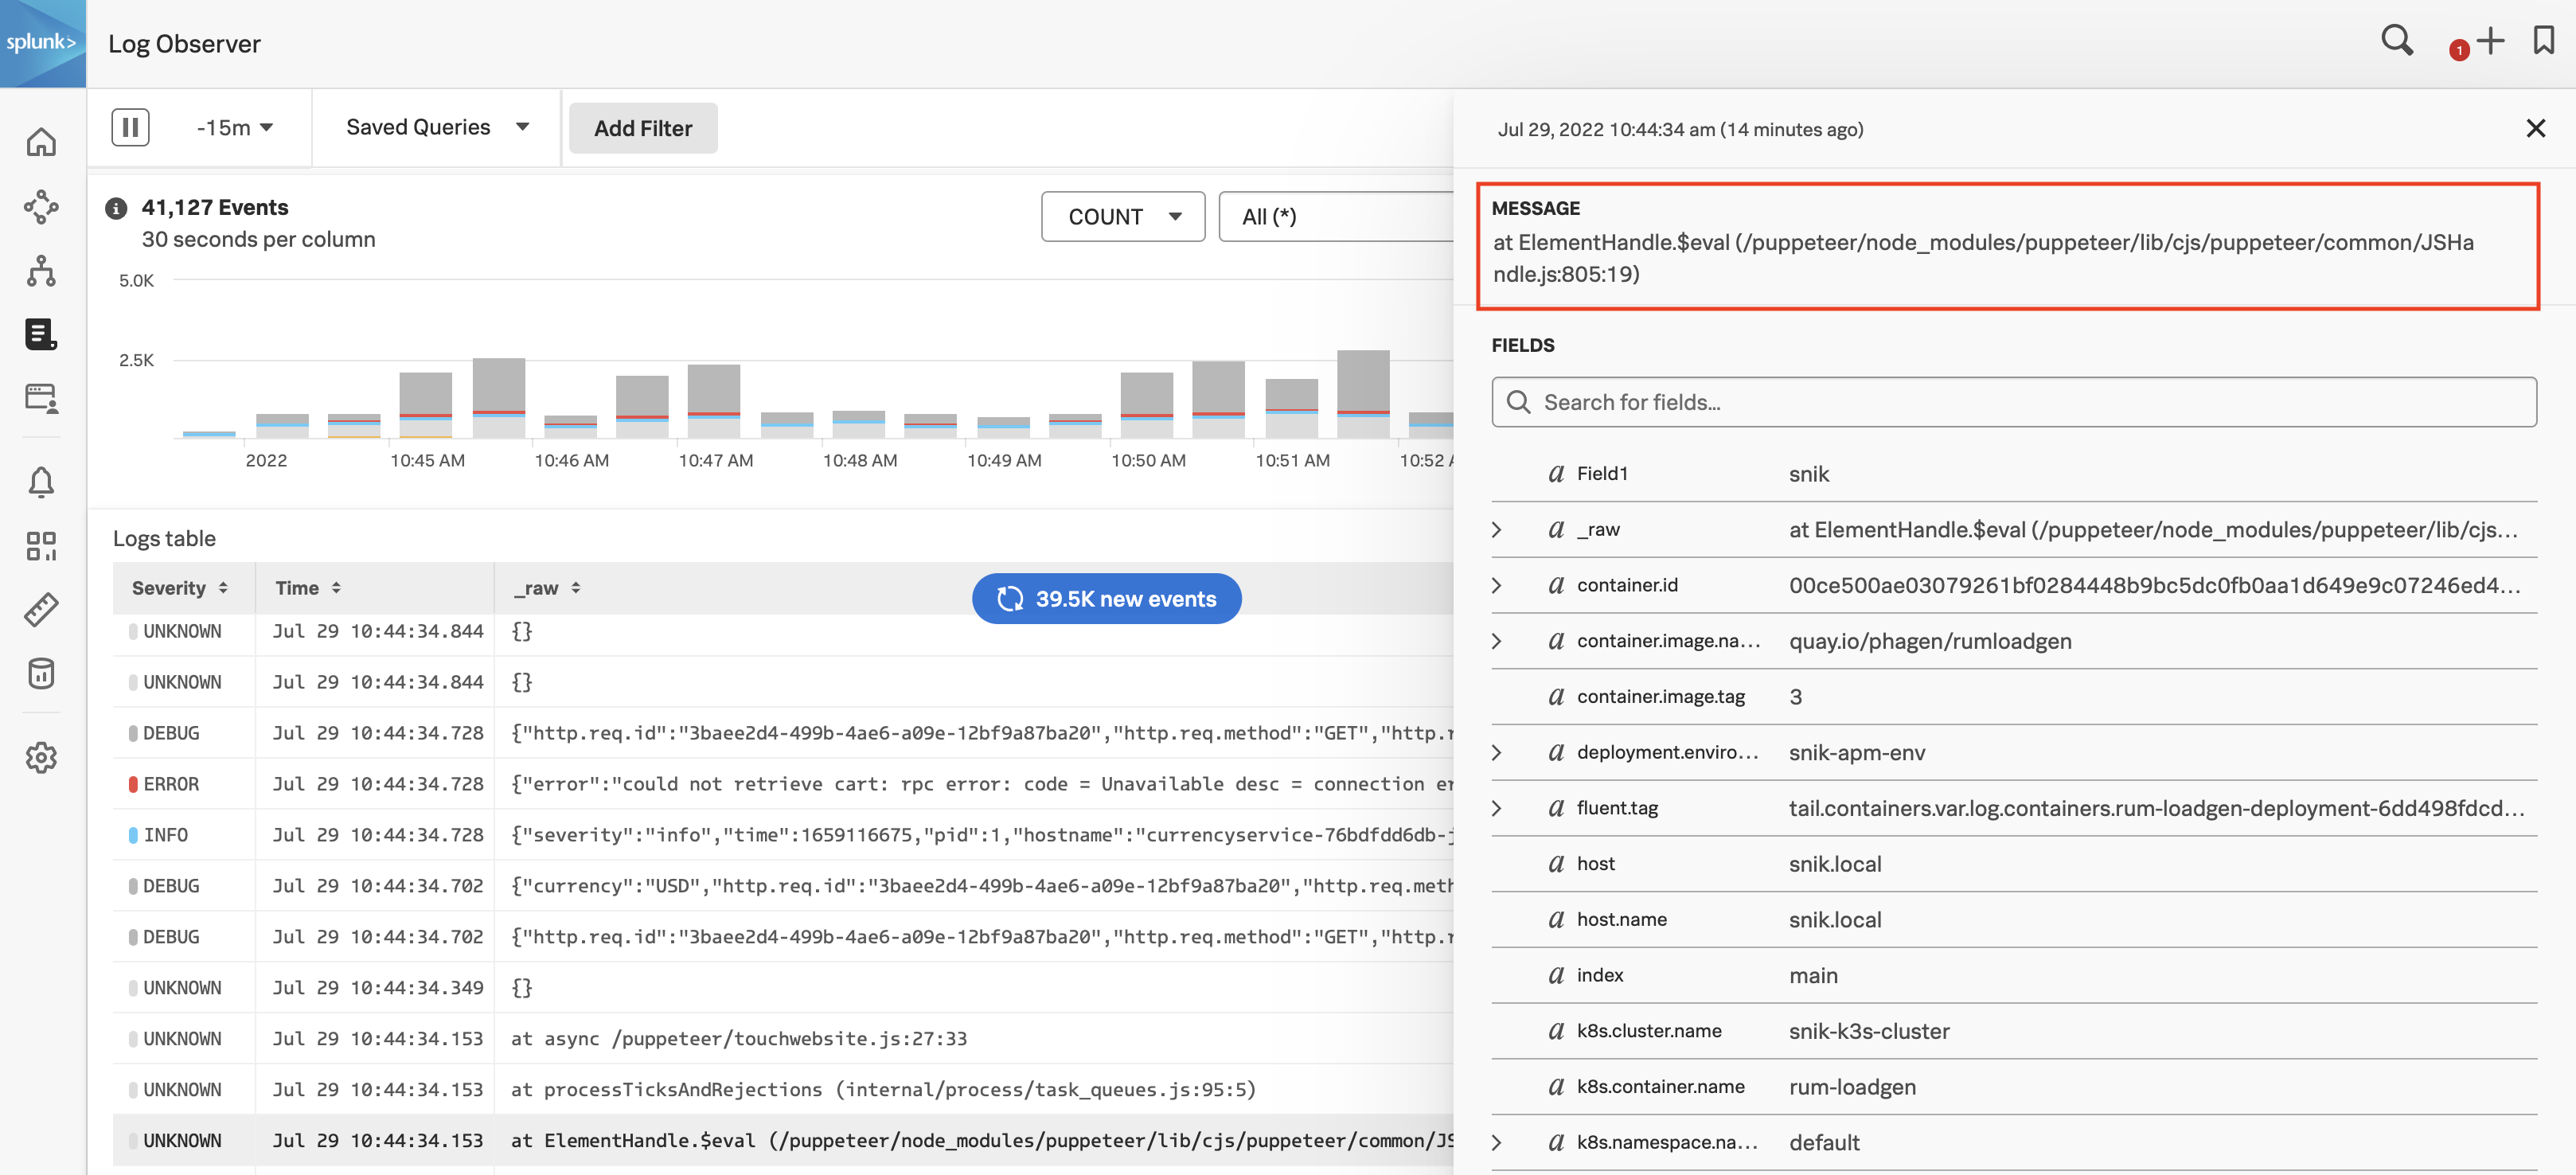 splunk>
Log Observer
1
-15m
Saved Queries
Add Filter
41,127 Events
30 seconds per column
COUNT
All (*)
5.0K
2.5K
2022
10:45 AM
10:46 AM
10:47 AM
10:48 AM
10:49 AM
10:50 AM
10:51 AM
10:52 A
Logs table
Severity Time _raw
39.5K new events
UNKNOWN Jul 29 10:44:34.844 {}
UNKNOWN Jul 29 10:44:34.844 {}
DEBUG Jul 29 10:44:34.728 {"http.req.id":"3baee2d4-499b-4ae6-a09e-12bf9a87ba20","http.req.method":"GET","http.r
ERROR Jul 29 10:44:34.728 {"error":"could not retrieve cart: rpc error: code = Unavailable desc = connection er
INFO Jul 29 10:44:34.728 {"severity":"info","time":1659116675,"pid":1,"hostname":"currencyservice-76bdfdd6db-j
DEBUG Jul 29 10:44:34.702 {"currency":"USD","http.req.id":"3baee2d4-499b-4ae6-a09e-12bf9a87ba20","http.req.meth
DEBUG Jul 29 10:44:34.702 {"http.req.id":"3baee2d4-499b-4ae6-a09e-12bf9a87ba20","http.req.method":"GET","http.r
UNKNOWN Jul 29 10:44:34.349 {}
UNKNOWN Jul 29 10:44:34.153 at async /puppeteer/touchwebsite.js:27:33
UNKNOWN Jul 29 10:44:34.153 at processTicksAndRejections (internal/process/task_queues.js:95:5)
UNKNOWN Jul 29 10:44:34.153 at ElementHandle.$eval (/puppeteer/node_modules/puppeteer/lib/cjs/puppeteer/common/JS
Jul 29, 2022 10:44:34 am (14 minutes ago)
MESSAGE
at ElementHandle.$eval (/puppeteer/node_modules/puppeteer/lib/cjs/puppeteer/common/JSHa
ndle.js:805:19)
FIELDS
Search for fields...
a Field1 snik
a _raw at ElementHandle.$eval (/puppeteer/node_modules/puppeteer/lib/cjs...
a container.id 00ce500ae03079261bf0284448b9bc5dc0fb0aa1d649e9c07246ed4...
a container.image.na... quay.io/phagen/rumloadgen
a container.image.tag 3
a deployment.enviro... snik-apm-env
a fluent.tag tail.containers.var.log.containers.rum-loadgen-deployment-6dd498fdcd...
a host snik.local
a host.name snik.local
a index main
a k8s.cluster.name snik-k3s-cluster
a k8s.container.name rum-loadgen
a k8s.namespace.na... default